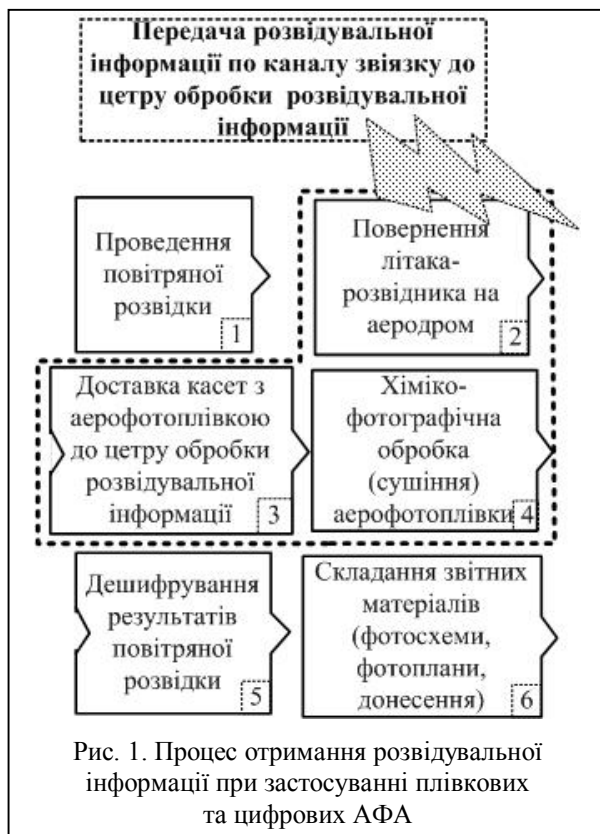 Передача розвідувальної
інформації по каналу звіязку до
цетру обробки розвідувальної
інформації
Проведення
повітряної
розвідки
1
Повернення
літака-
розвідника на
аеродром
2
Доставка касет з
аерофотоплівкою
до цетру обробки
розвідувальної
інформації
3
Хіміко-
фотографічна
обробка
(сушіння)
аерофотоплівки
4
Дешифрування
результатів
повітряної
розвідки
5
Складання звітних
матеріалів
(фотосхеми,
фотоплани,
донесення)
6
Рис. 1. Процес отримання розвідувальної
інформації при застосуванні плівкових
та цифрових АФА